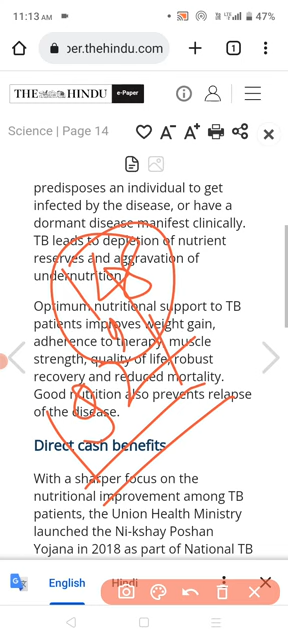 11:13 AM
47%
per.thehindu.com
1
THE HINDU e-Paper
Science | Page 14
A- A+
predisposes an individual to get
infected by the disease, or have a
dormant disease manifest clinically.
TB leads to depletion of nutrient
reserves and aggravation of
undernutrition.
Optimum nutritional support to TB
patients improves weight gain,
adherence to therapy, muscle
strength, quality of life, robust
recovery and reduced mortality.
Good nutrition also prevents relapse
of the disease.
Direct cash benefits
With a sharper focus on the
nutritional improvement among TB
patients, the Union Health Ministry
launched the Ni-kshay Poshan
Yojana in 2018 as part of National TB
English Hindi